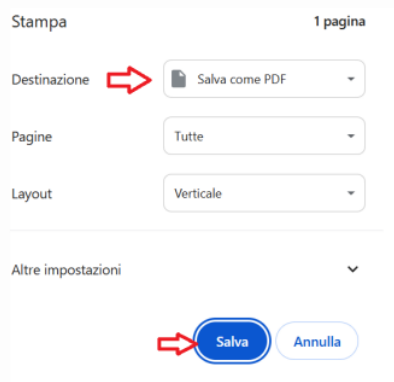 Stampa 1 pagina
Destinazione Salva come PDF
Pagine Tutte
Layout Verticale
Altre impostazioni
Salva Annulla